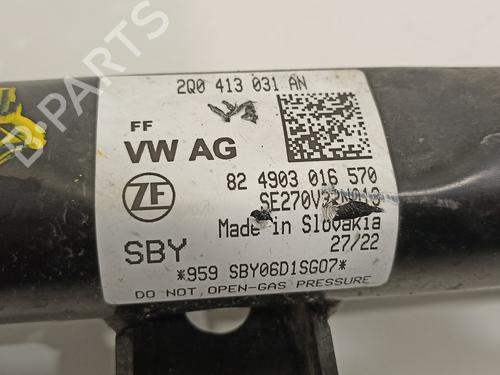 2Q0 413 031 AN
FF
VW AG
ZF
82 4903 016 570
SBY
Made in Slovakia
27/22
*959 SBY06D1SG07*
DO NOT OPEN-GAS PRESSURE
B PARTS